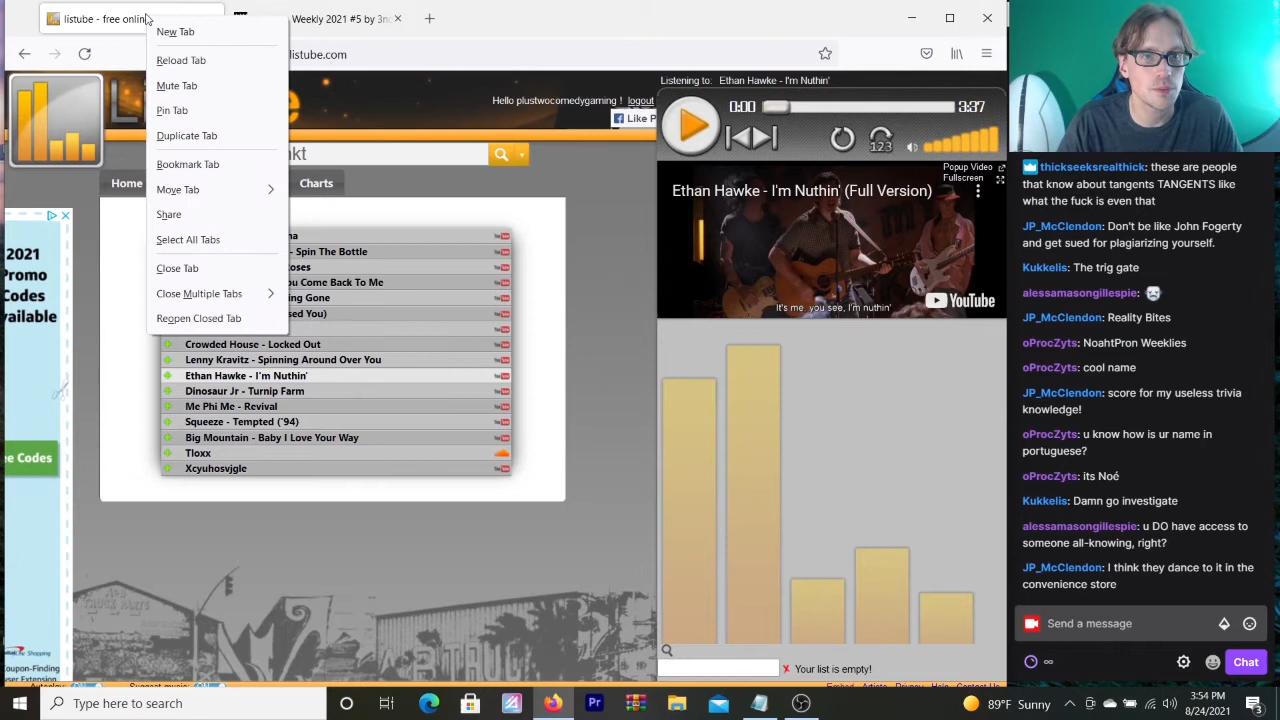 listube - free onlin
Weekly 2021 #5 by 3n
listube.com
New Tab
Reload Tab
Mute Tab
Pin Tab
Duplicate Tab
Bookmark Tab
Move Tab
Share
Select All Tabs
Close Tab
Close Multiple Tabs
Reopen Closed Tab
Hello plustwocomedygaming ! logout
Like
Home
Charts
2021
Promo
Codes
vailable
e Codes
Line Shopping
Coupon-Finding
- Spin The Bottle
oses
You Come Back To Me
ing Gone
sed You)
Crowded House - Locked Out
Lenny Kravitz - Spinning Around Over You
Ethan Hawke - I'm Nuthin'
Dinosaur Jr - Turnip Farm
Me Phi Me - Revival
Squeeze - Tempted ('94)
Big Mountain - Baby I Love Your Way
Tloxx
Xcyuhosvjgle
Listening to: Ethan Hawke - I'm Nuthin'
0:00
3:37
123
Popup Video
Fullscreen
Ethan Hawke - I'm Nuthin' (Full Version)
It's me, you see, I'm nuthin'
YouTube
x Your list is empty!
thickseeksrealthick: these are people
that know about tangents TANGENTS like
what the fuck is even that
JP_McClendon: Don't be like John Fogerty
and get sued for plagiarizing yourself.
Kukkelis: The trig gate
alessamasongillespie:
JP_McClendon: Reality Bites
oProcZyts: NoahtPron Weeklies
oProcZyts: cool name
JP_McClendon: score for my useless trivia
knowledge!
oProcZyts: u know how is ur name in
portuguese?
oProcZyts: its Noé
Kukkelis: Damn go investigate
alessamasongillespie: u DO have access to
someone all-knowing, right?
JP_McClendon: I think they dance to it in the
convenience store
Send a message
∞
Chat
Type here to search
Pr
89°F Sunny
3:54 PM
8/24/2021
3